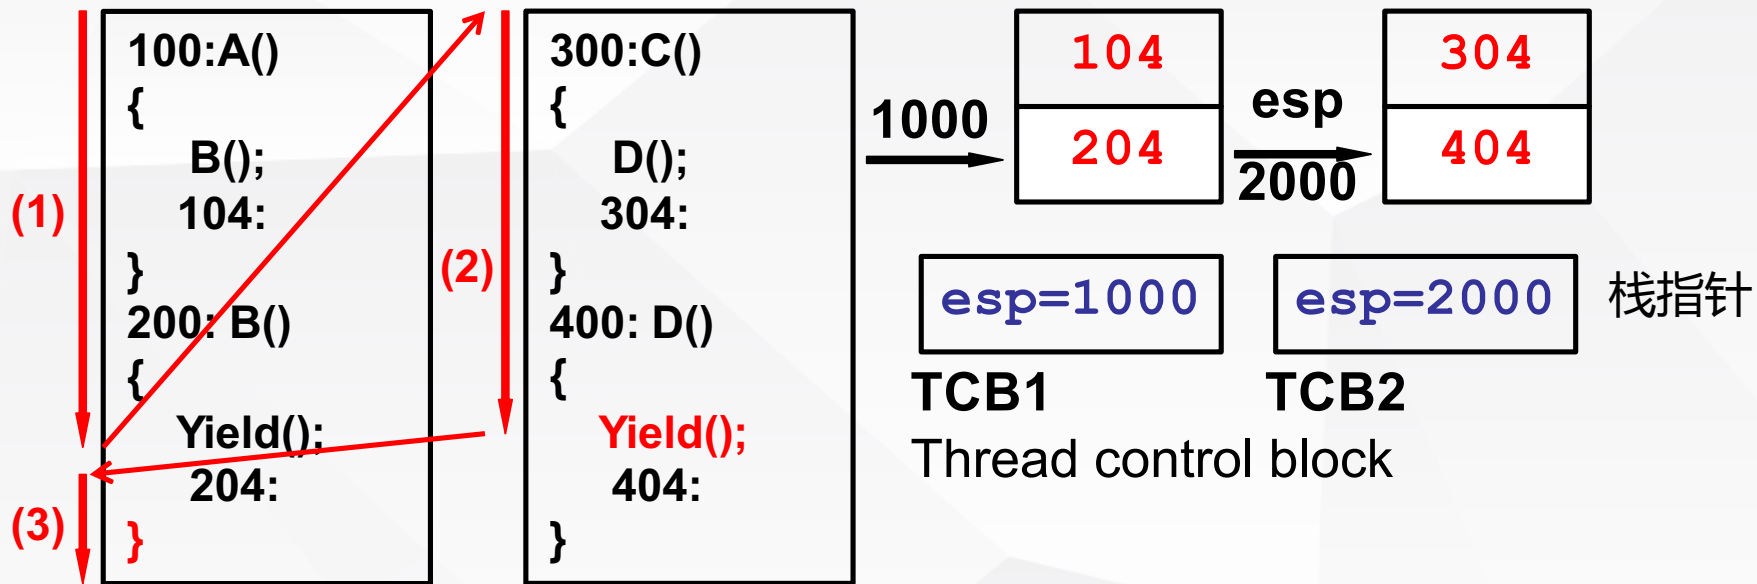 (1)
(3)
100:A()
{
B();
104:
}
200: B()
{
Yield();
204:
}
(2)
300:C()
{
D();
304:
}
400: D()
{
Yield();
404:
}
1000
104
204
esp
2000
304
404
esp=1000
esp=2000
栈指针
TCB1
TCB2
Thread control block